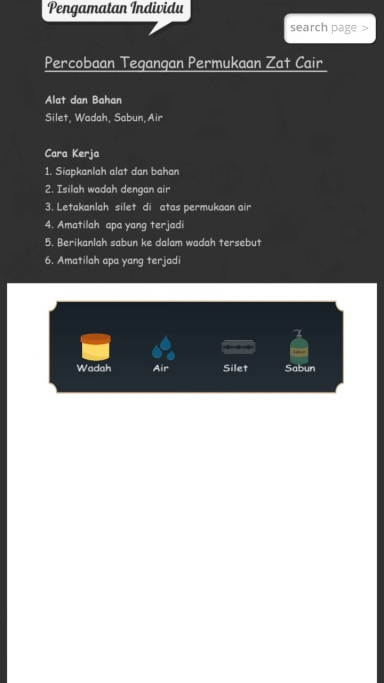 Pengamatan Individu
search page >
Percobaan Tegangan Permukaan Zat Cair
Alat dan Bahan
Silet, Wadah, Sabun,Air
Cara Kerja
1. Siapkanlah alat dan bahan
2. Isilah wadah dengan air
3. Letakanlah silet di atas permukaan air
4. Amatilah apa yang terjadi
5. Berikanlah sabun ke dalam wadah tersebut
6. Amatilah apa yang terjadi
Wadah Air Silet Sabun